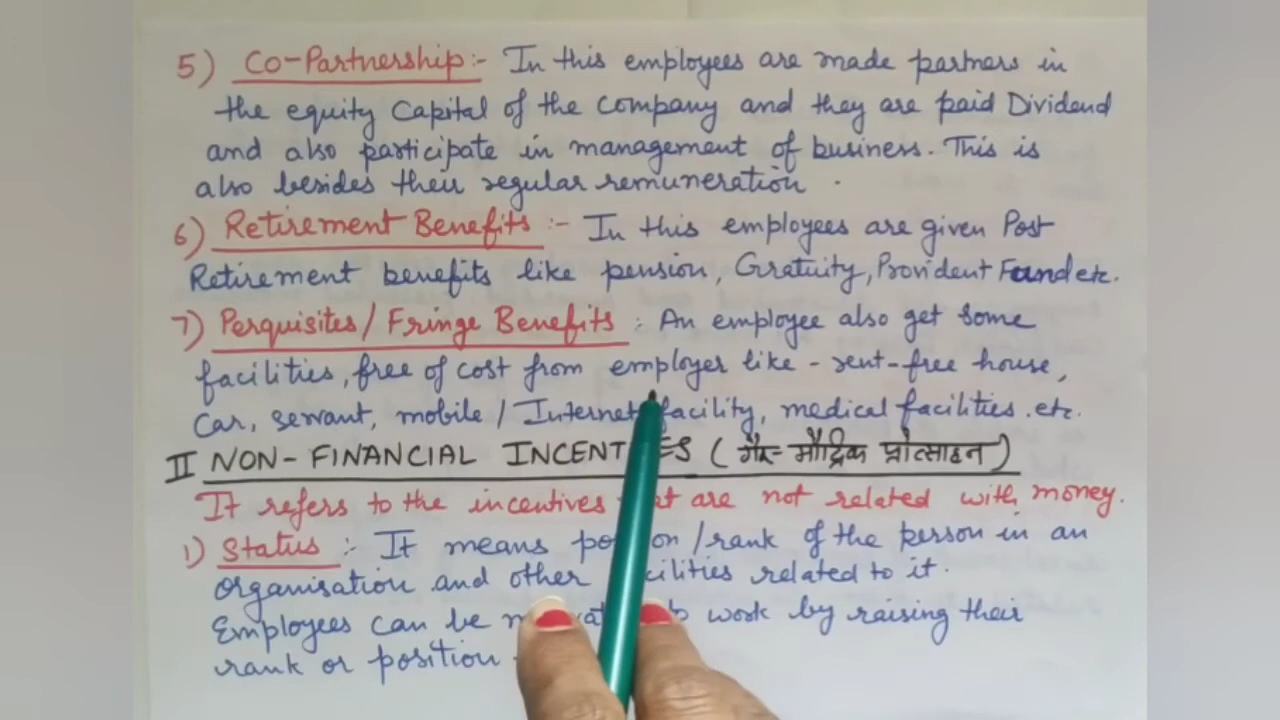 5) Co-Partnership:- In this employees are made partners in
the equity Capital of the Company and they are paid Dividend
and also participate in management of business. This is
also besides their regular remuneration.
6) Retirement Benefits:- In this employees are given Post
Retirement benefits like pension, Gratuity, Provident Fund etc.
7) Perquisites/Fringe Benefits: An employee also get some
facilities, free of cost from employer like - rent-free house,
Car, servant, mobile/Internet facility, medical facilities. etc.
II NON-FINANCIAL (गैर-मौद्रिक प्रोत्साहन)
It refers to the incentives are not related with money.
1) Status:- It means /rank of the person in an
organisation and other related to it.
Employees can be work by raising their
rank or position